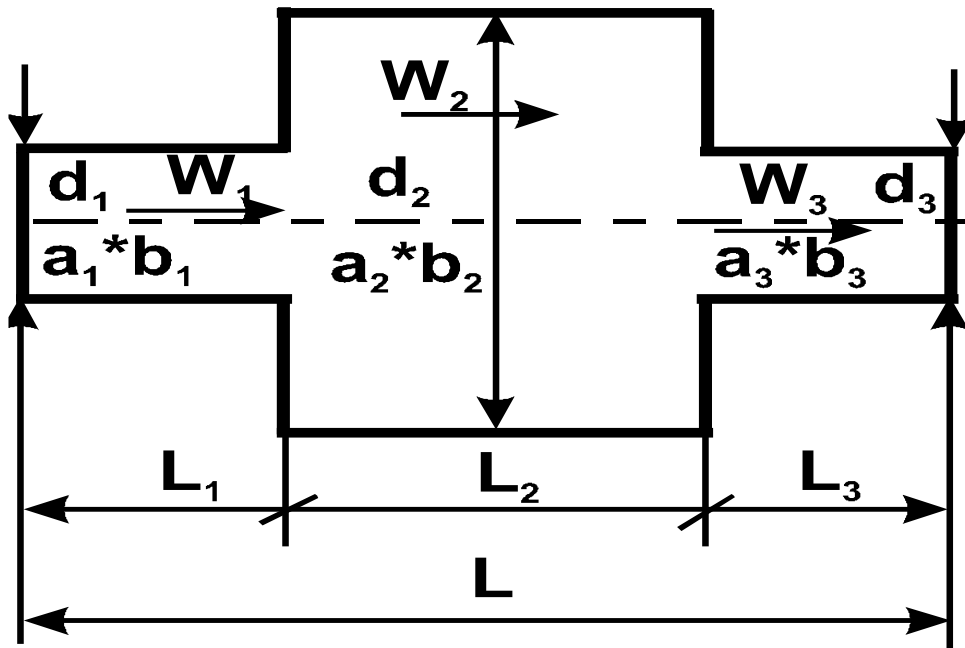 W₂
d₁ W₁ d₂ W₃ d₃
a₁*b₁ a₂*b₂ a₃*b₃
L₁ L₂ L₃
L